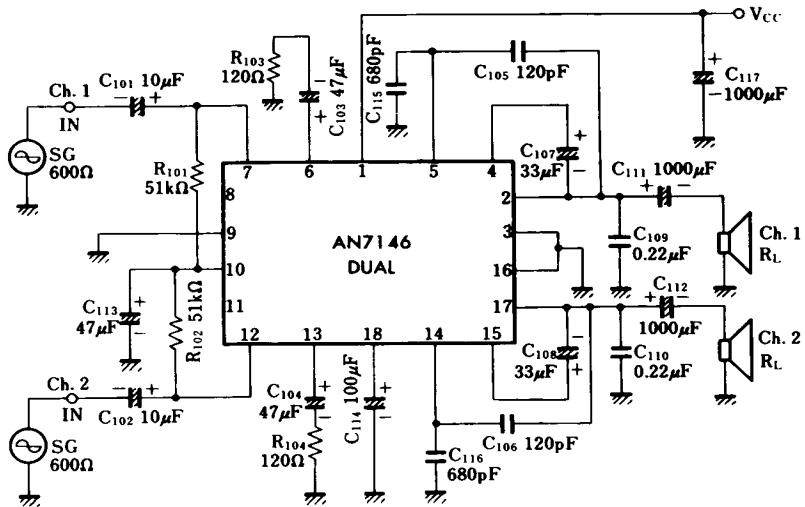 V_CC
R103
120Ω
C103 47μF
C115 680pF
C105 120pF
C117
1000μF
Ch. 1
IN
C101 10μF
SG
600Ω
R101
51kΩ
7
6
1
5
4
C107
33μF
C111 1000μF
8
9
10
11
AN7146
DUAL
2
3
16
17
C109
0.22μF
Ch. 1
RL
C113
47μF
R102 51kΩ
12
13
18
14
15
C112
1000μF
C108
33μF
C110
0.22μF
Ch. 2
RL
Ch. 2
IN
C102 10μF
SG
600Ω
C104
47μF
R104
120Ω
C114 100μF
C106 120pF
C116
680pF